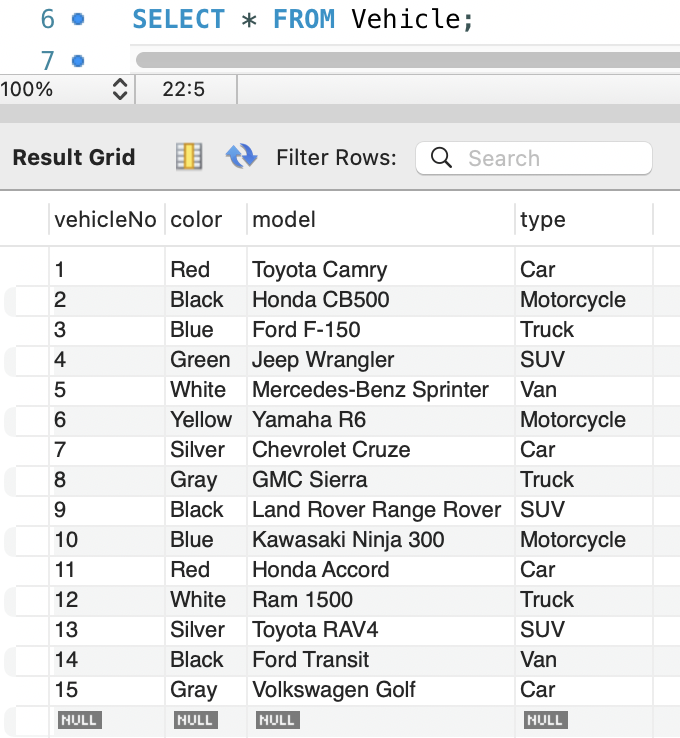 6 SELECT * FROM Vehicle;
7
100% 22:5
Result Grid Filter Rows: Search
vehicleNo color model type
1 Red Toyota Camry Car
2 Black Honda CB500 Motorcycle
3 Blue Ford F-150 Truck
4 Green Jeep Wrangler SUV
5 White Mercedes-Benz Sprinter Van
6 Yellow Yamaha R6 Motorcycle
7 Silver Chevrolet Cruze Car
8 Gray GMC Sierra Truck
9 Black Land Rover Range Rover SUV
10 Blue Kawasaki Ninja 300 Motorcycle
11 Red Honda Accord Car
12 White Ram 1500 Truck
13 Silver Toyota RAV4 SUV
14 Black Ford Transit Van
15 Gray Volkswagen Golf Car
NULL NULL NULL NULL